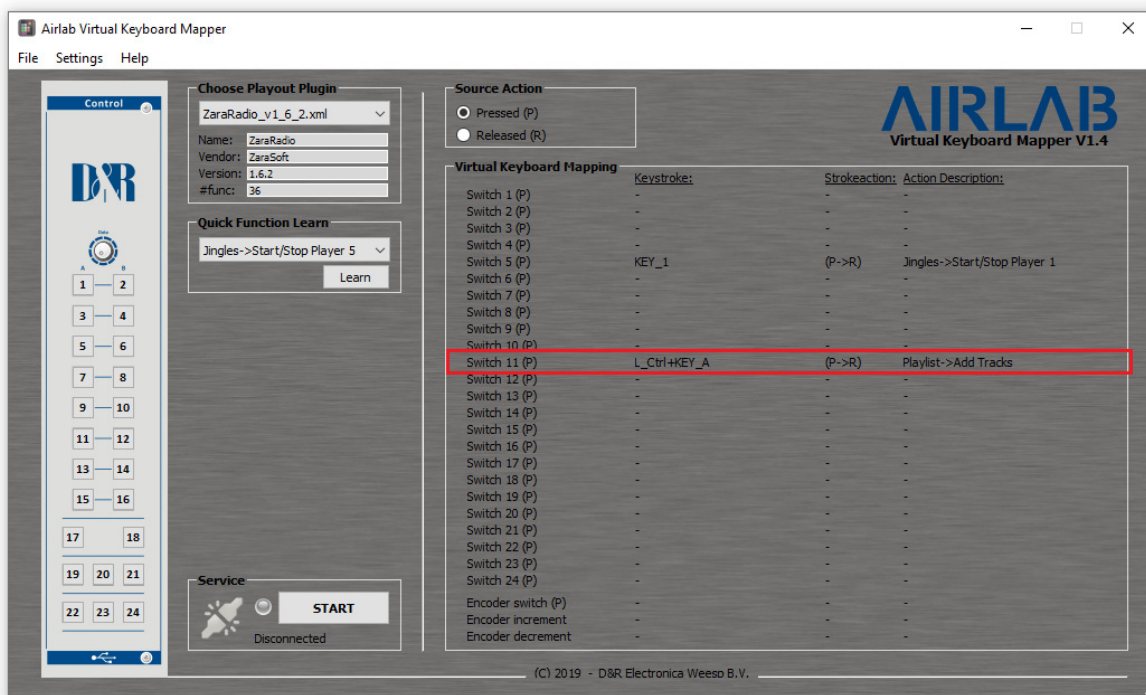 Airlab Virtual Keyboard Mapper
File Settings Help
Control
D&R
Data
A B
1 2
3 4
5 6
7 8
9 10
11 12
13 14
15 16
17 18
19 20 21
22 23 24
Choose Playout Plugin
ZaraRadio_v1_6_2.xml
Name: ZaraRadio
Vendor: ZaraSoft
Version: 1.6.2
#func: 36
Quick Function Learn
Jingles->Start/Stop Player 5
Learn
Service
START
Disconnected
Source Action
Pressed (P)
Released (R)
AIRLAB
Virtual Keyboard Mapper V1.4
Virtual Keyboard Mapping
Keystroke: Strokeaction: Action Description:
Switch 1 (P) - - -
Switch 2 (P) - - -
Switch 3 (P) - - -
Switch 4 (P) - - -
Switch 5 (P) KEY_1 (P->R) Jingles->Start/Stop Player 1
Switch 6 (P) - - -
Switch 7 (P) - - -
Switch 8 (P) - - -
Switch 9 (P) - - -
Switch 10 (P) - - -
Switch 11 (P) L_Ctrl+KEY_A (P->R) Playlist->Add Tracks
Switch 12 (P) - - -
Switch 13 (P) - - -
Switch 14 (P) - - -
Switch 15 (P) - - -
Switch 16 (P) - - -
Switch 17 (P) - - -
Switch 18 (P) - - -
Switch 19 (P) - - -
Switch 20 (P) - - -
Switch 21 (P) - - -
Switch 22 (P) - - -
Switch 23 (P) - - -
Switch 24 (P) - - -
Encoder switch (P) - - -
Encoder increment - - -
Encoder decrement - - -
(C) 2019 - D&R Electronica Weesp B.V.